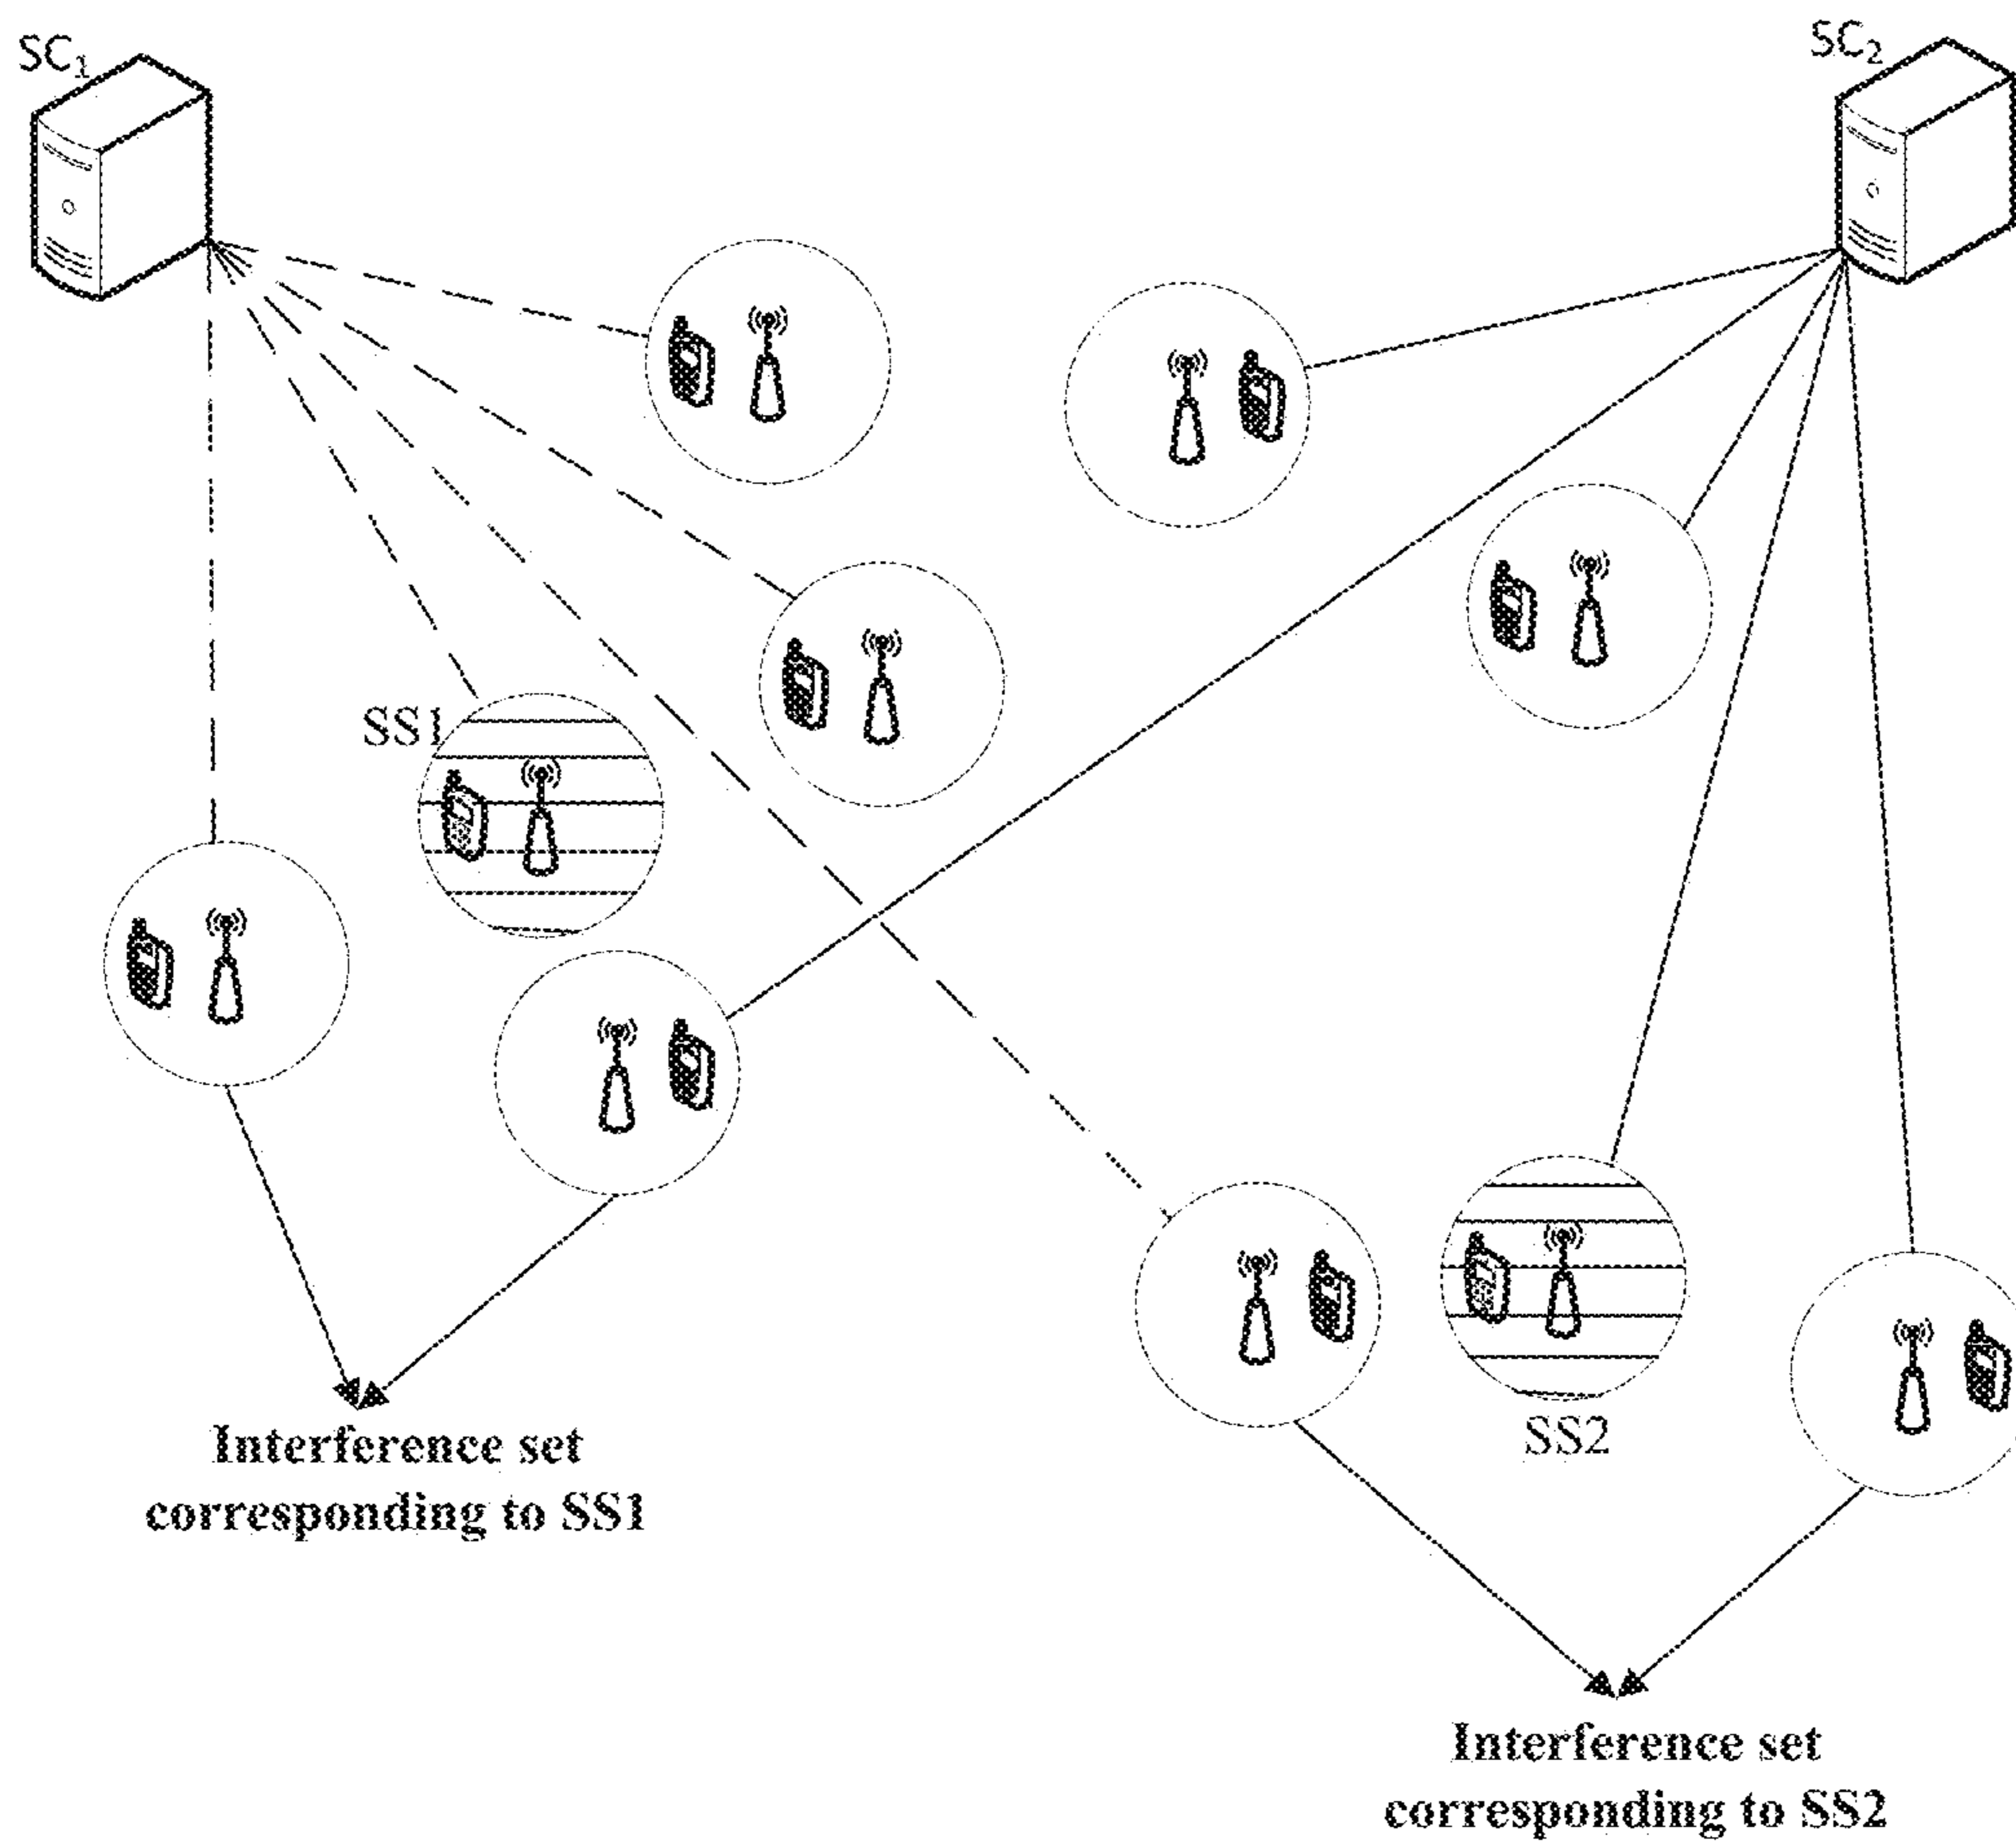 SC1
SC2
SS1
SS2
Interference set
corresponding to SS1
Interference set
corresponding to SS2